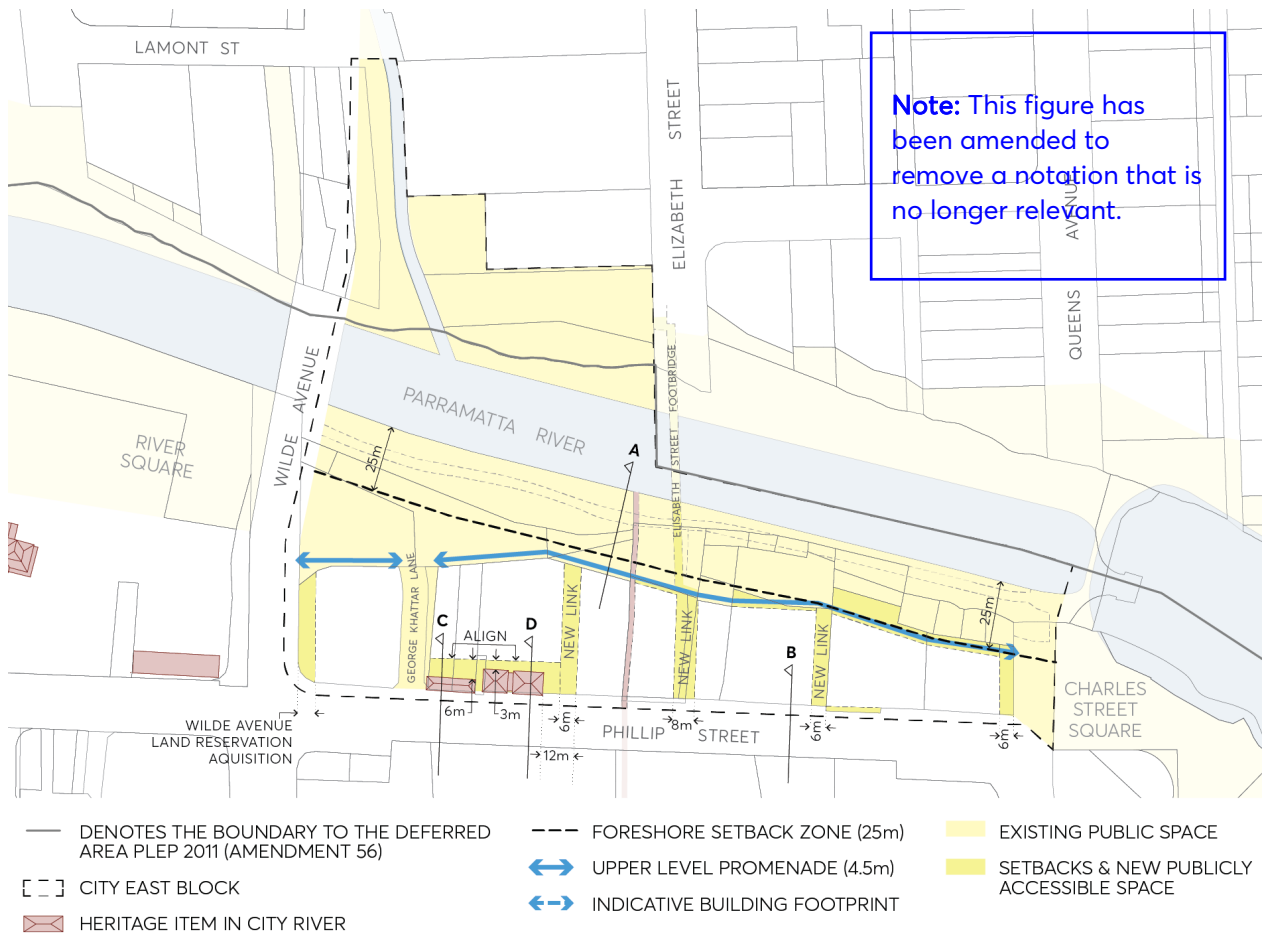 LAMONT ST
ELIZABETH STREET
Note: This figure has
been amended to
remove a notation that is
no longer relevant.
QUEENS AVENUE
WILDE AVENUE
PARRAMATTA RIVER
RIVER
SQUARE
25m
A
ELISABETH STREET FOOTBRIDGE
GEORGE KHATTAR LANE
C
ALIGN
D
NEW LINK
NEW LINK
B
NEW LINK
25m
6m
3m
6m
8m
6m
6m
12m
PHILLIP STREET
CHARLES
STREET
SQUARE
WILDE AVENUE
LAND RESERVATION
AQUISITION
DENOTES THE BOUNDARY TO THE DEFERRED
AREA PLEP 2011 (AMENDMENT 56)
CITY EAST BLOCK
HERITAGE ITEM IN CITY RIVER
FORESHORE SETBACK ZONE (25m)
UPPER LEVEL PROMENADE (4.5m)
INDICATIVE BUILDING FOOTPRINT
EXISTING PUBLIC SPACE
SETBACKS & NEW PUBLICLY
ACCESSIBLE SPACE